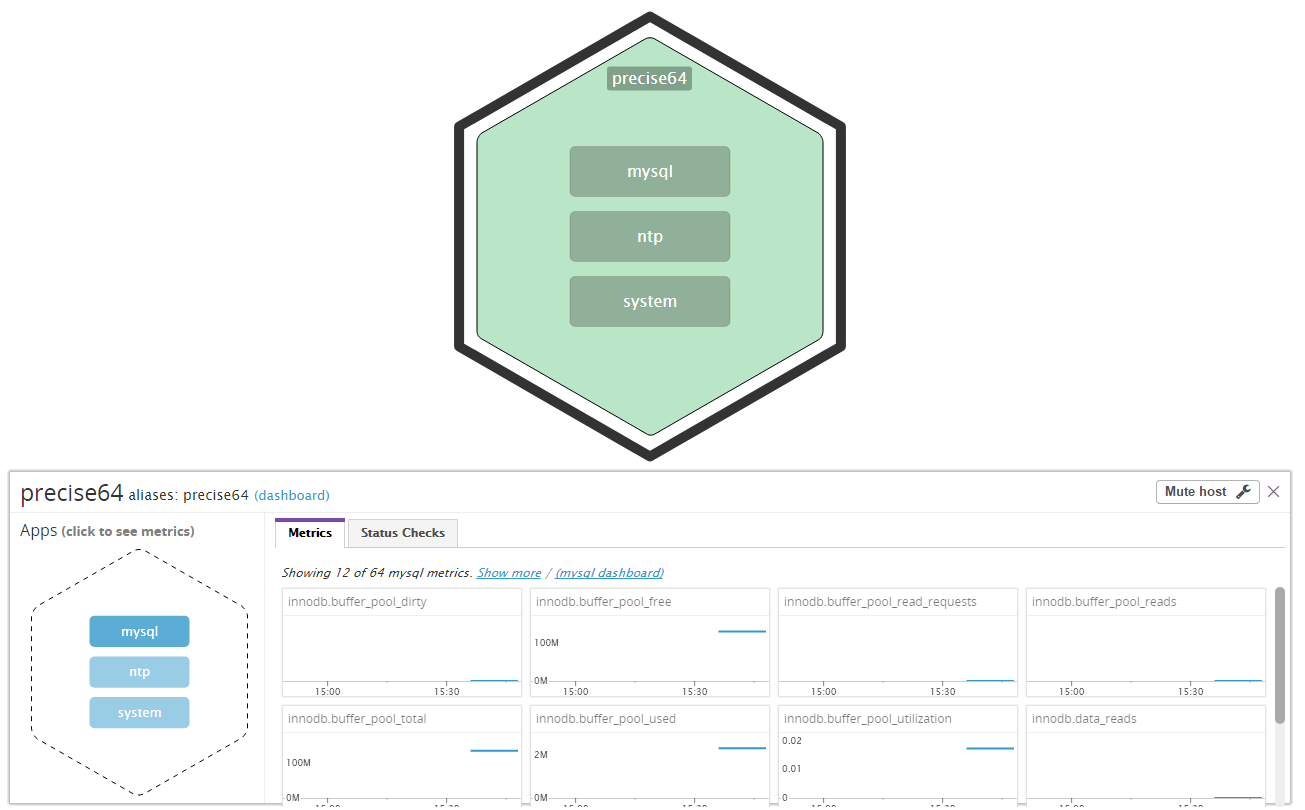 precise64
mysql
ntp
system
precise64 aliases: precise64 (dashboard)
Mute host
Apps (click to see metrics)
mysql
ntp
system
Metrics
Status Checks
Showing 12 of 64 mysql metrics. Show more / (mysql dashboard)
innodb.buffer_pool_dirty
15:00 15:30
innodb.buffer_pool_free
100M
0M
15:00 15:30
innodb.buffer_pool_read_requests
15:00 15:30
innodb.buffer_pool_reads
15:00 15:30
innodb.buffer_pool_total
100M
0M
innodb.buffer_pool_used
2M
0M
innodb.buffer_pool_utilization
0.02
0.01
0
innodb.data_reads